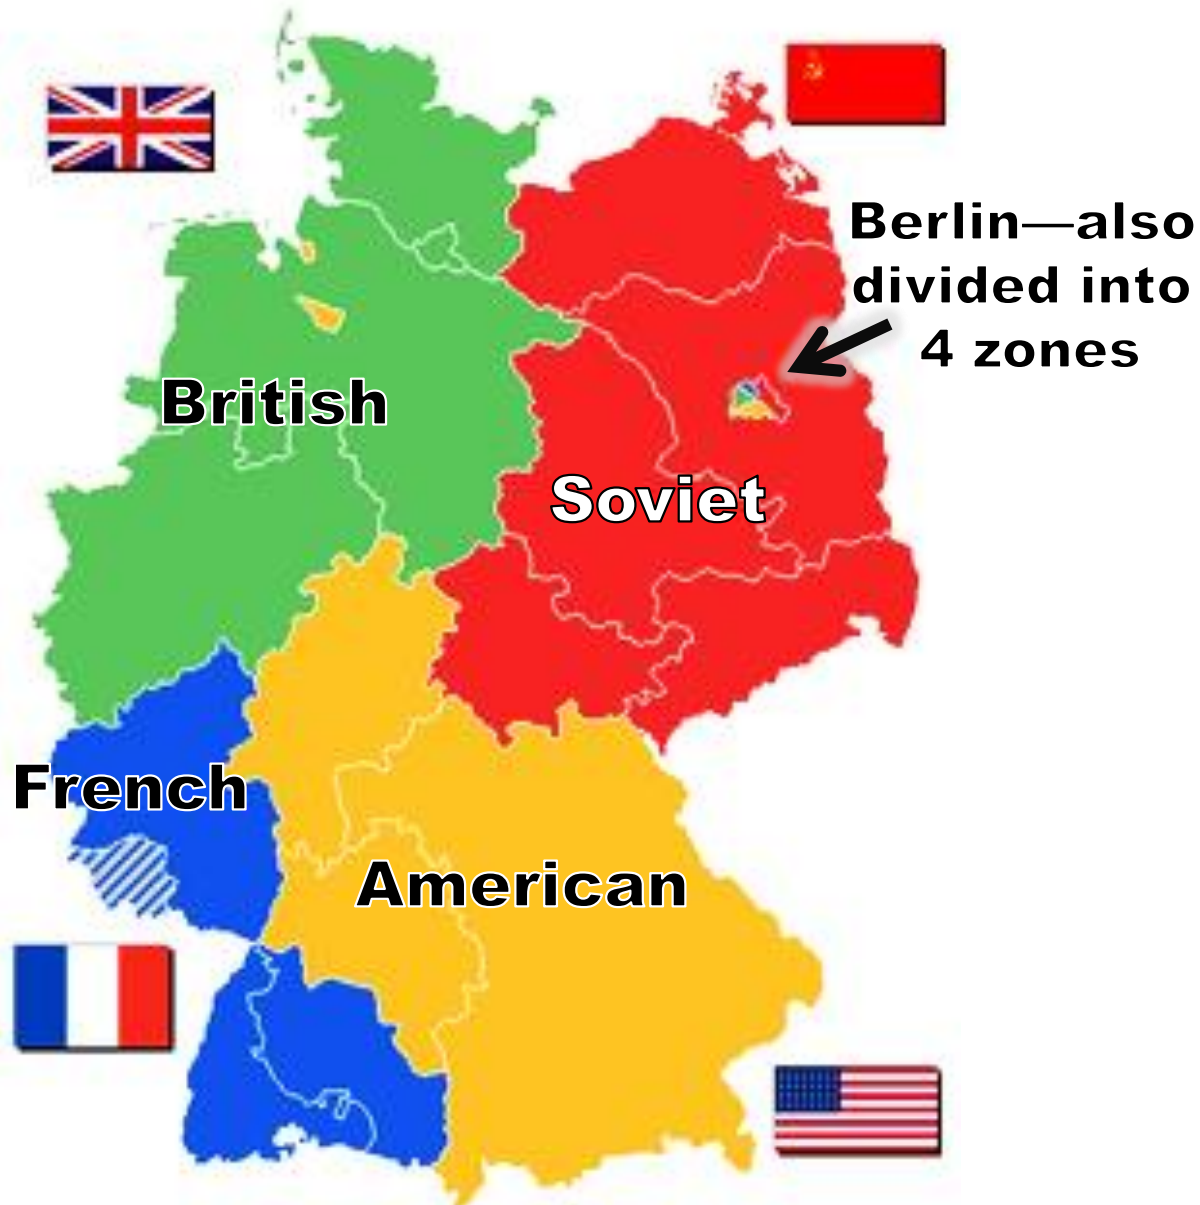 Berlin—also
divided into
4 zones
British
Soviet
French
American